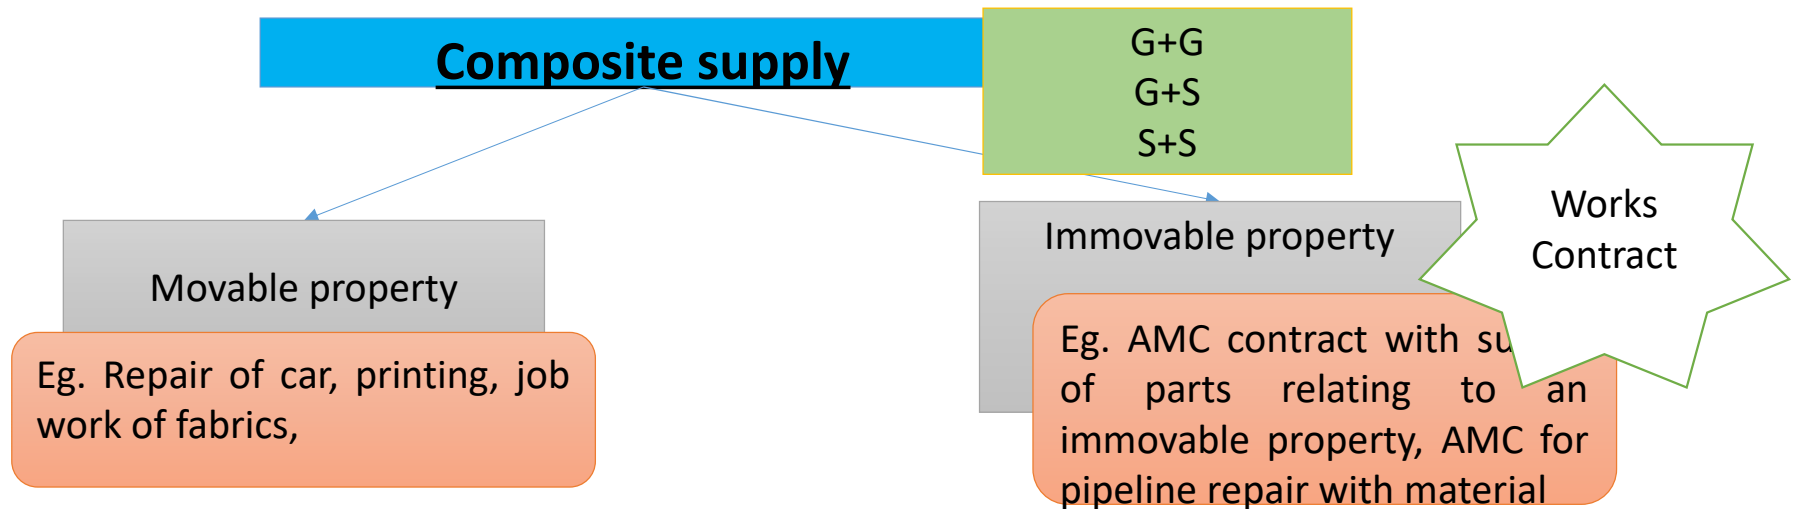 Composite supply
G+G
G+S
S+S
Works
Contract
Movable property
Immovable property
Eg. Repair of car, printing, job
work of fabrics,
Eg. AMC contract with
of parts relating to an
immovable property, AMC for
pipeline repair with material